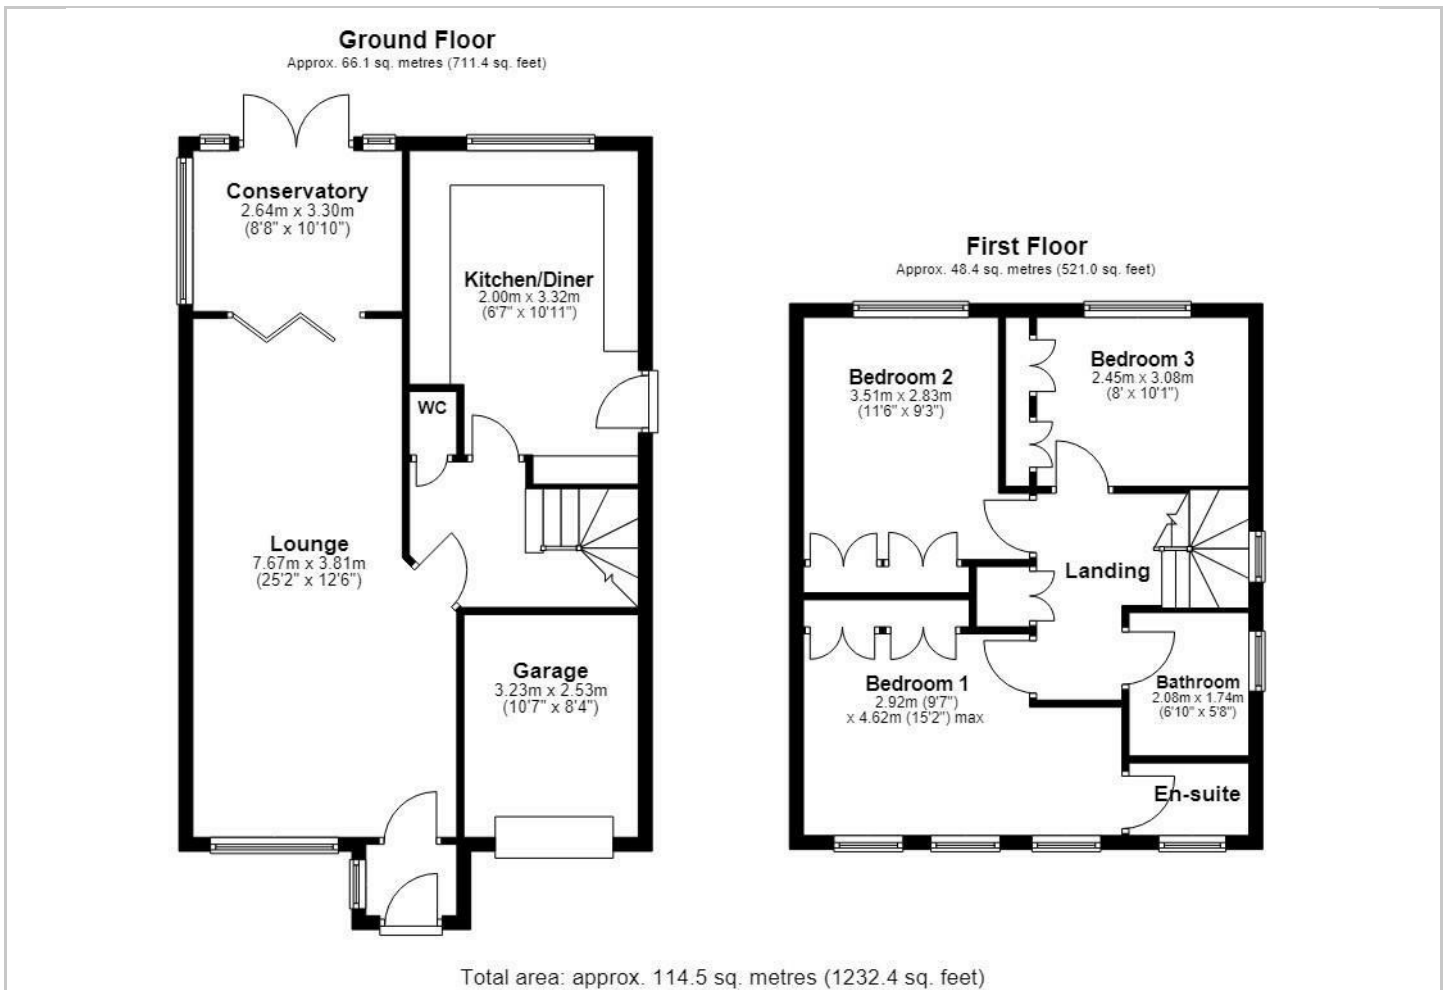 Ground Floor
Approx. 66.1 sq. metres (711.4 sq. feet)
Conservatory
2.64m x 3.30m
(8'8" x 10'10")
Kitchen/Diner
2.00m x 3.32m
(6'7" x 10'11")
WC
Lounge
7.67m x 3.81m
(25'2" x 12'6")
Garage
3.23m x 2.53m
(10'7" x 8'4")
First Floor
Approx. 48.4 sq. metres (521.0 sq. feet)
Bedroom 2
3.51m x 2.83m
(11'6" x 9'3")
Bedroom 3
2.45m x 3.08m
(8' x 10'1")
Landing
Bedroom 1
2.92m (9'7")
x 4.62m (15'2") max
Bathroom
2.08m x 1.74m
(6'10" x 5'8")
En-suite
Total area: approx. 114.5 sq. metres (1232.4 sq. feet)